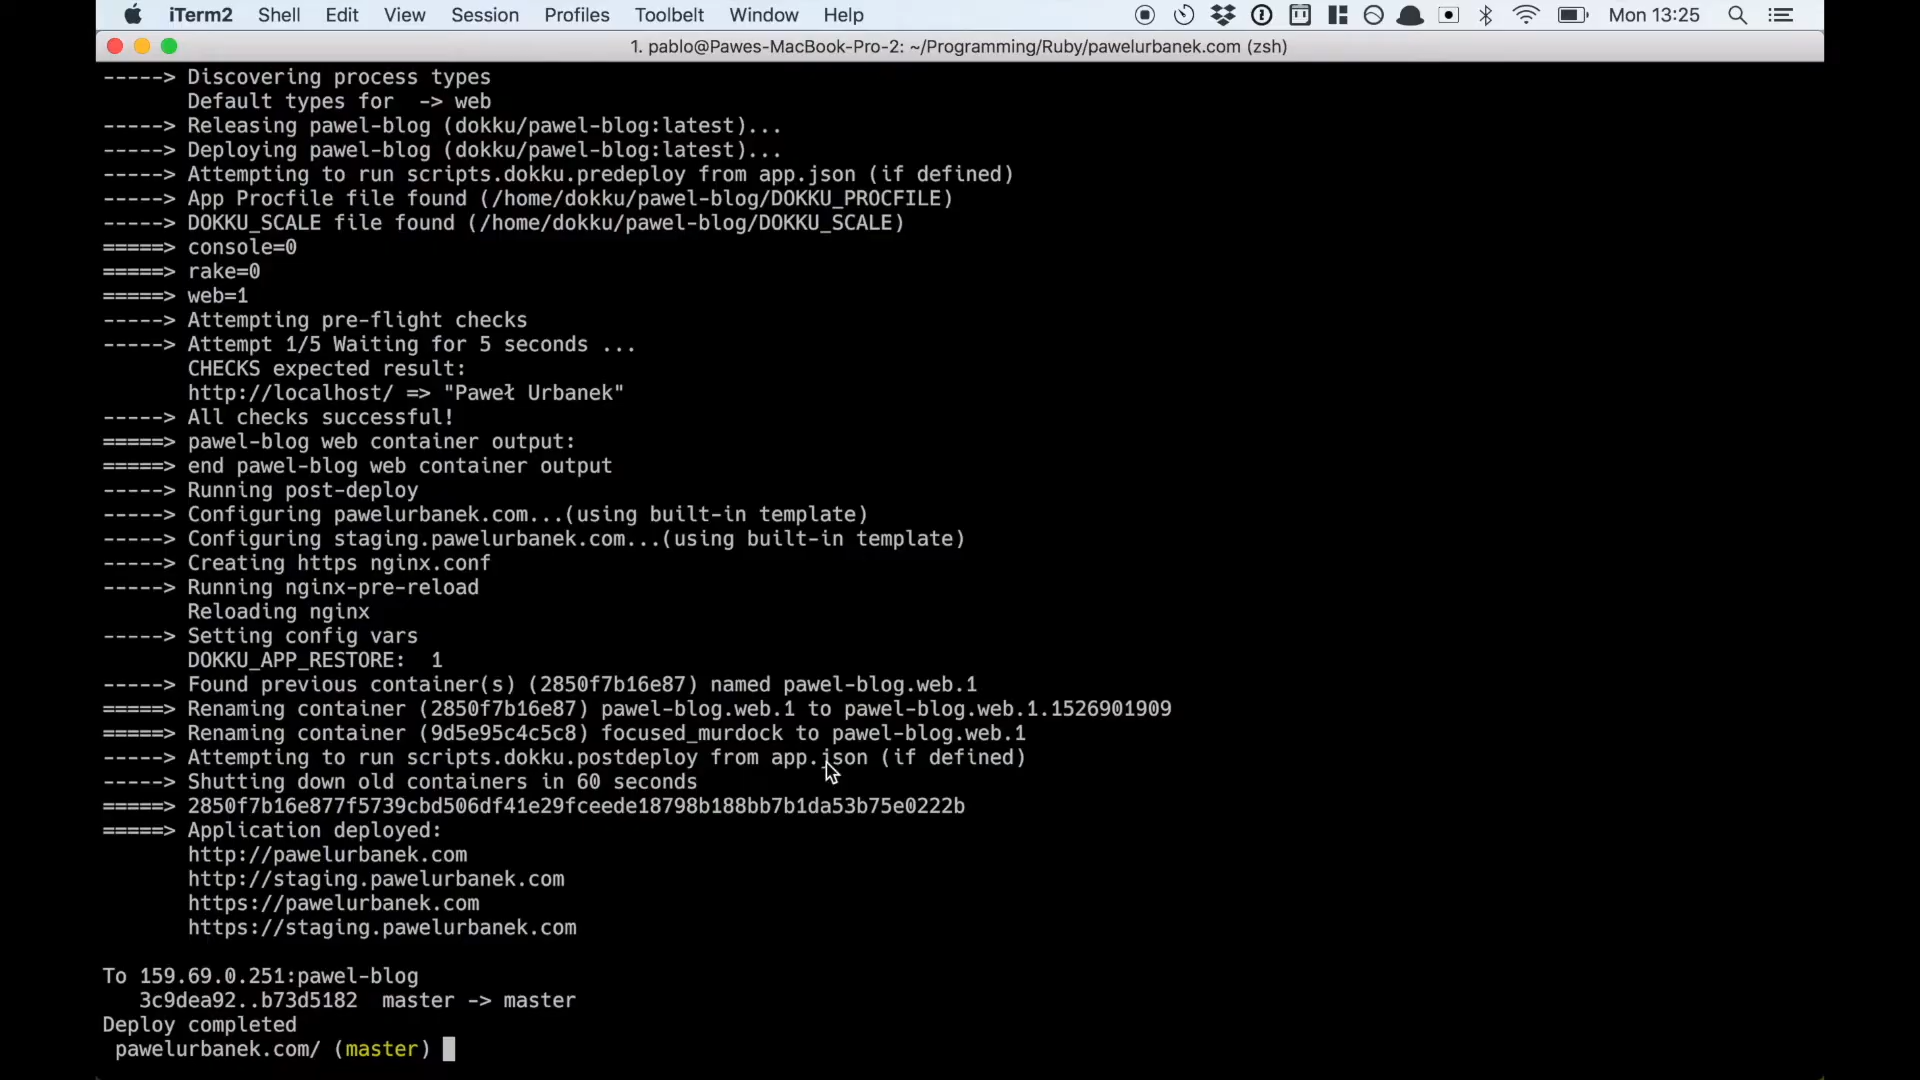 iTerm2 Shell Edit View Session Profiles Toolbelt Window Help Mon 13:25
1. pablo@Pawes-MacBook-Pro-2: ~/Programming/Ruby/pawelurbanek.com (zsh)
-----> Discovering process types
       Default types for  -> web
-----> Releasing pawel-blog (dokku/pawel-blog:latest)...
-----> Deploying pawel-blog (dokku/pawel-blog:latest)...
-----> Attempting to run scripts.dokku.predeploy from app.json (if defined)
-----> App Procfile file found (/home/dokku/pawel-blog/DOKKU_PROCFILE)
-----> DOKKU_SCALE file found (/home/dokku/pawel-blog/DOKKU_SCALE)
=====> console=0
=====> rake=0
=====> web=1
-----> Attempting pre-flight checks
-----> Attempt 1/5 Waiting for 5 seconds ...
       CHECKS expected result:
       http://localhost/ => "Paweł Urbanek"
-----> All checks successful!
=====> pawel-blog web container output:
=====> end pawel-blog web container output
-----> Running post-deploy
-----> Configuring pawelurbanek.com...(using built-in template)
-----> Configuring staging.pawelurbanek.com...(using built-in template)
-----> Creating https nginx.conf
-----> Running nginx-pre-reload
       Reloading nginx
-----> Setting config vars
       DOKKU_APP_RESTORE:  1
-----> Found previous container(s) (2850f7b16e87) named pawel-blog.web.1
=====> Renaming container (2850f7b16e87) pawel-blog.web.1 to pawel-blog.web.1.1526901909
=====> Renaming container (9d5e95c4c5c8) focused_murdock to pawel-blog.web.1
-----> Attempting to run scripts.dokku.postdeploy from app.json (if defined)
-----> Shutting down old containers in 60 seconds
=====> 2850f7b16e877f5739cbd506df41e29fceede18798b188bb7b1da53b75e0222b
=====> Application deployed:
       http://pawelurbanek.com
       http://staging.pawelurbanek.com
       https://pawelurbanek.com
       https://staging.pawelurbanek.com
To 159.69.0.251:pawel-blog
   3c9dea92..b73d5182  master -> master
Deploy completed
 pawelurbanek.com/ (master)